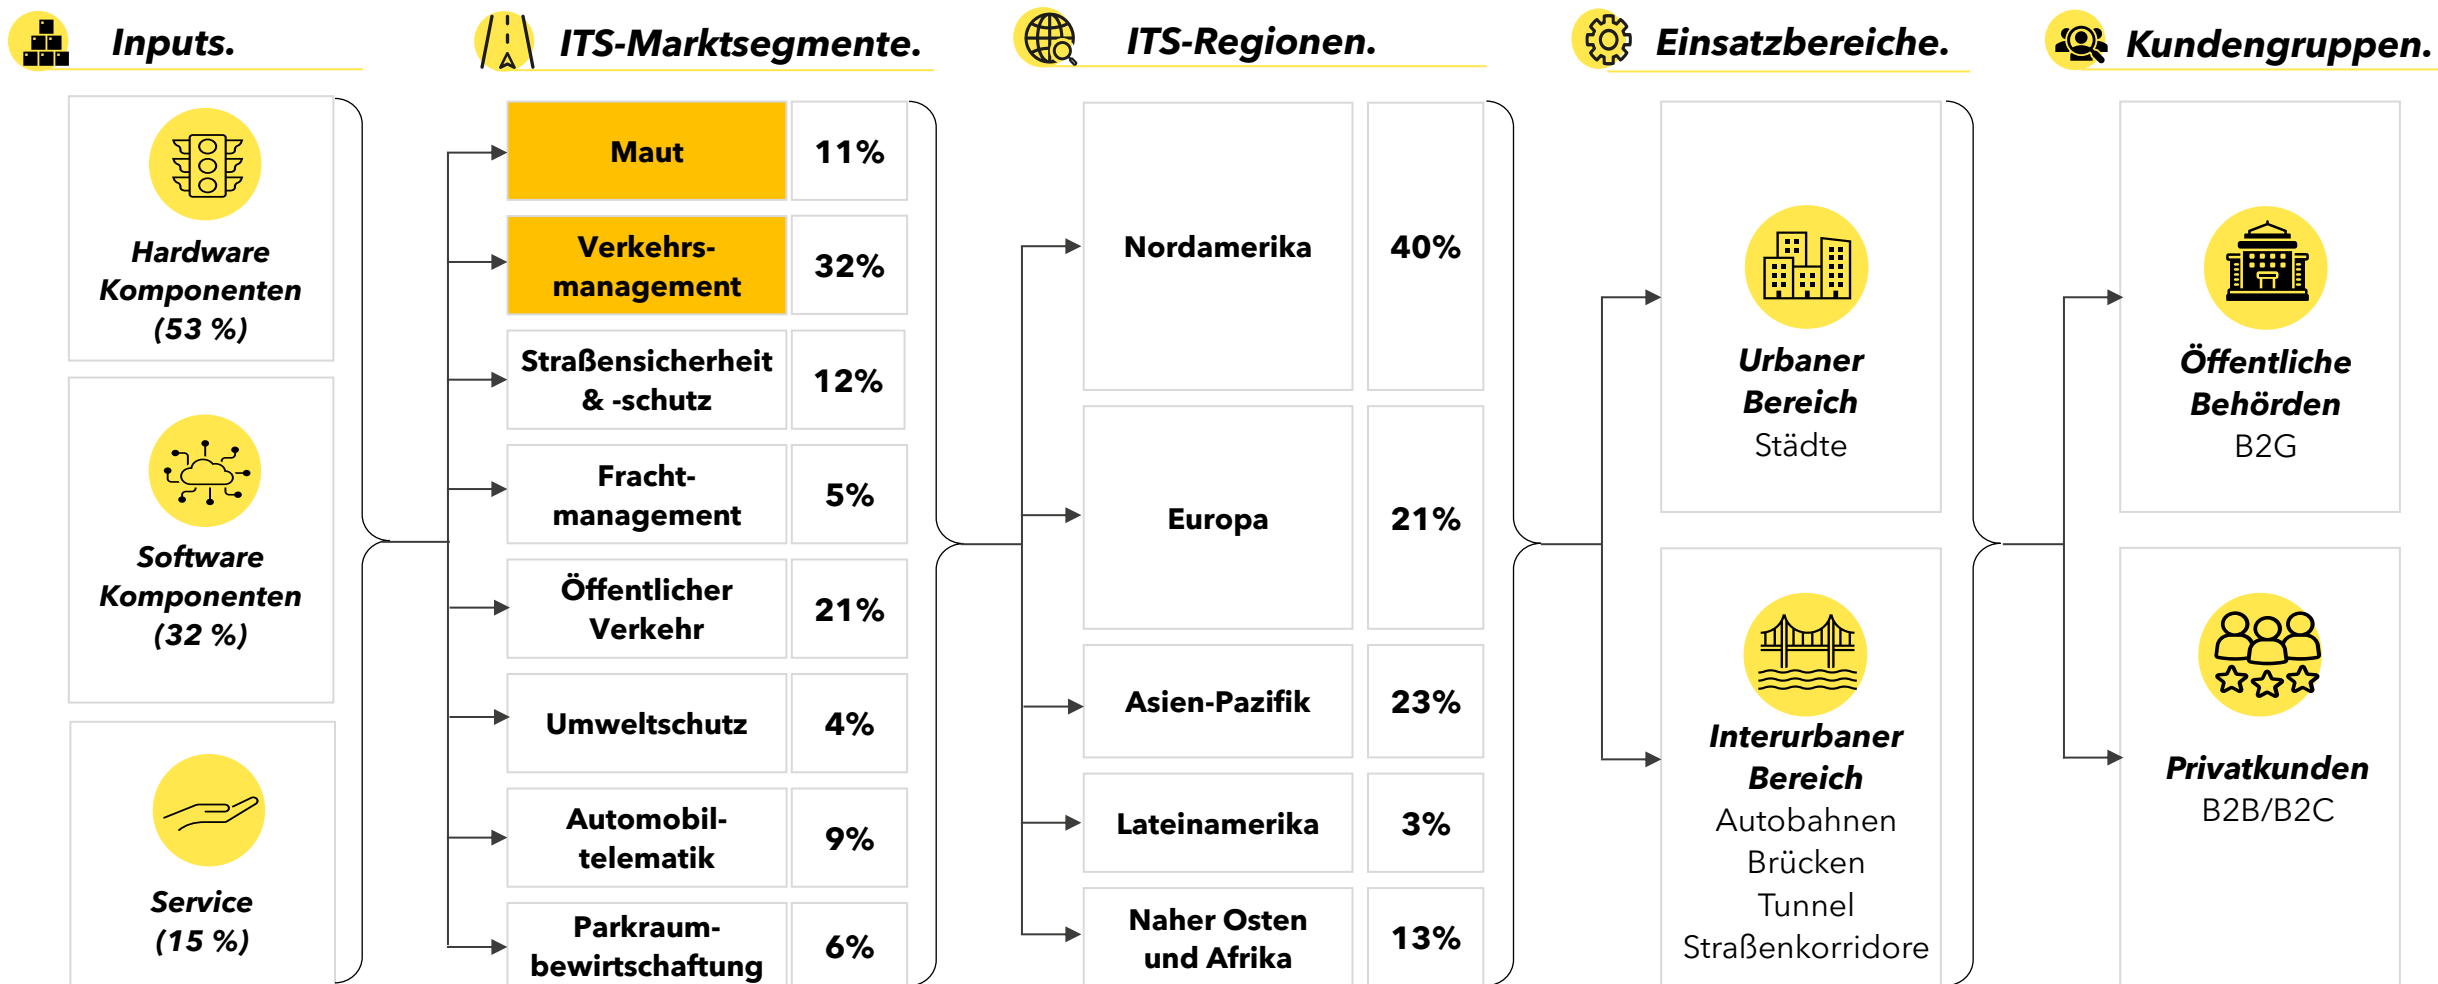 Inputs.
Hardware
Komponenten
(53 %)
Software
Komponenten
(32 %)
Service
(15 %)
ITS-Marktsegmente.
Maut
11%
Verkehrs-
management
32%
Straßensicherheit
& -schutz
12%
Fracht-
management
5%
Öffentlicher
Verkehr
21%
Umweltschutz
4%
Automobil-
telematik
9%
Parkraum-
bewirtschaftung
6%
ITS-Regionen.
Nordamerika
40%
Europa
21%
Asien-Pazifik
23%
Lateinamerika
3%
Naher Osten
und Afrika
13%
Einsatzbereiche.
Urbaner
Bereich
Städte
Interurbaner
Bereich
Autobahnen
Brücken
Tunnel
Straßenkorridore
Kundengruppen.
Öffentliche
Behörden
B2G
Privatkunden
B2B/B2C